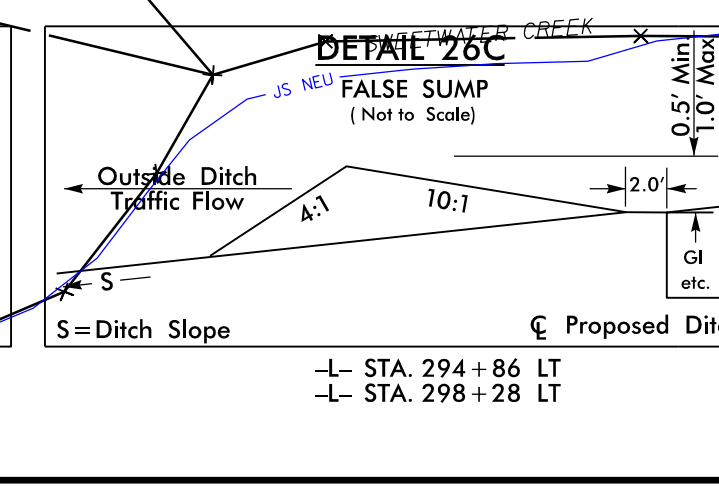 SWEETWATER CREEK
DETAIL 26C
JS NEU
FALSE SUMP
( Not to Scale)
0.5' Min.
1.0' Max
Outside Ditch
Traffic Flow
4:1
10:1
2.0'
GI
etc.
S
S=Ditch Slope
℄ Proposed
-L- STA. 294+86 LT
-L- STA. 298+28 LT